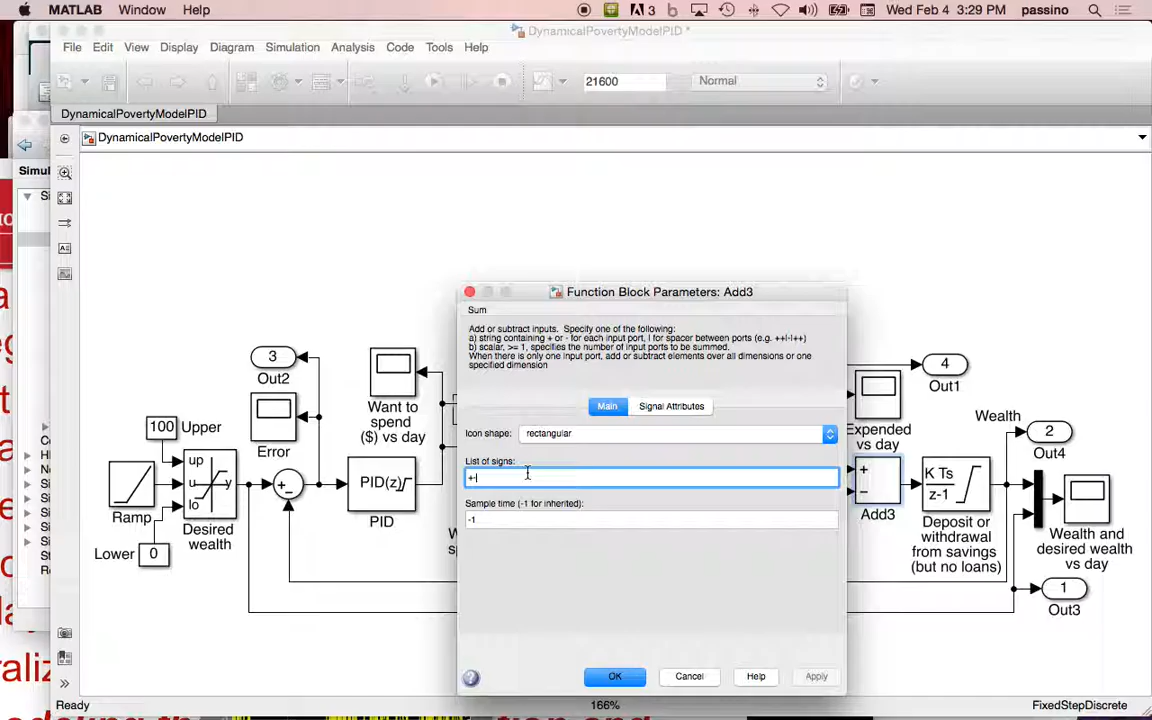 MATLAB Window Help
3
Wed Feb 4 3:29 PM passino
DynamicalPovertyModelPID *
File Edit View Display Diagram Simulation Analysis Code Tools Help
21600
Normal
DynamicalPovertyModelPID
DynamicalPovertyModelPID
Simu
Function Block Parameters: Add3
Sum
Add or subtract inputs. Specify one of the following:
a) string containing + or - for each input port, | for spacer between ports (e.g. ++|-|++)
b) scalar, >= 1, specifies the number of input ports to be summed.
When there is only one input port, add or subtract elements over all dimensions or one
specified dimension
Main Signal Attributes
Icon shape: rectangular
List of signs:
+-
Sample time (-1 for inherited):
-1
OK Cancel Help Apply
3
Out2
Error
Want to
spend
($) vs day
100 Upper
up
u y
lo
Ramp
Desired
wealth
Lower 0
+
-
PID(z)
PID
4
Out1
Expended
vs day
Wealth
2
Out4
+
-
Add3
K Ts
z-1
Deposit or
withdrawal
from savings
(but no loans)
Wealth and
desired wealth
vs day
1
Out3
Ready
166%
FixedStepDiscrete